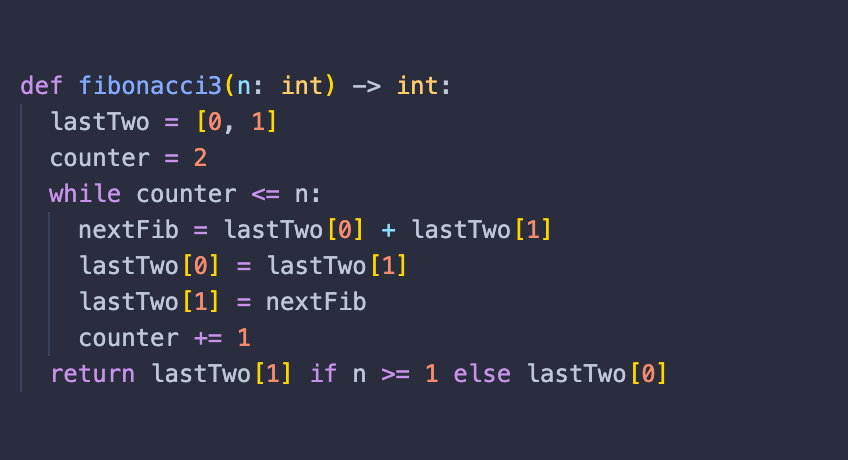 def fibonacci3(n: int) -> int:
  lastTwo = [0, 1]
  counter = 2
  while counter <= n:
    nextFib = lastTwo[0] + lastTwo[1]
    lastTwo[0] = lastTwo[1]
    lastTwo[1] = nextFib
    counter += 1
  return lastTwo[1] if n >= 1 else lastTwo[0]